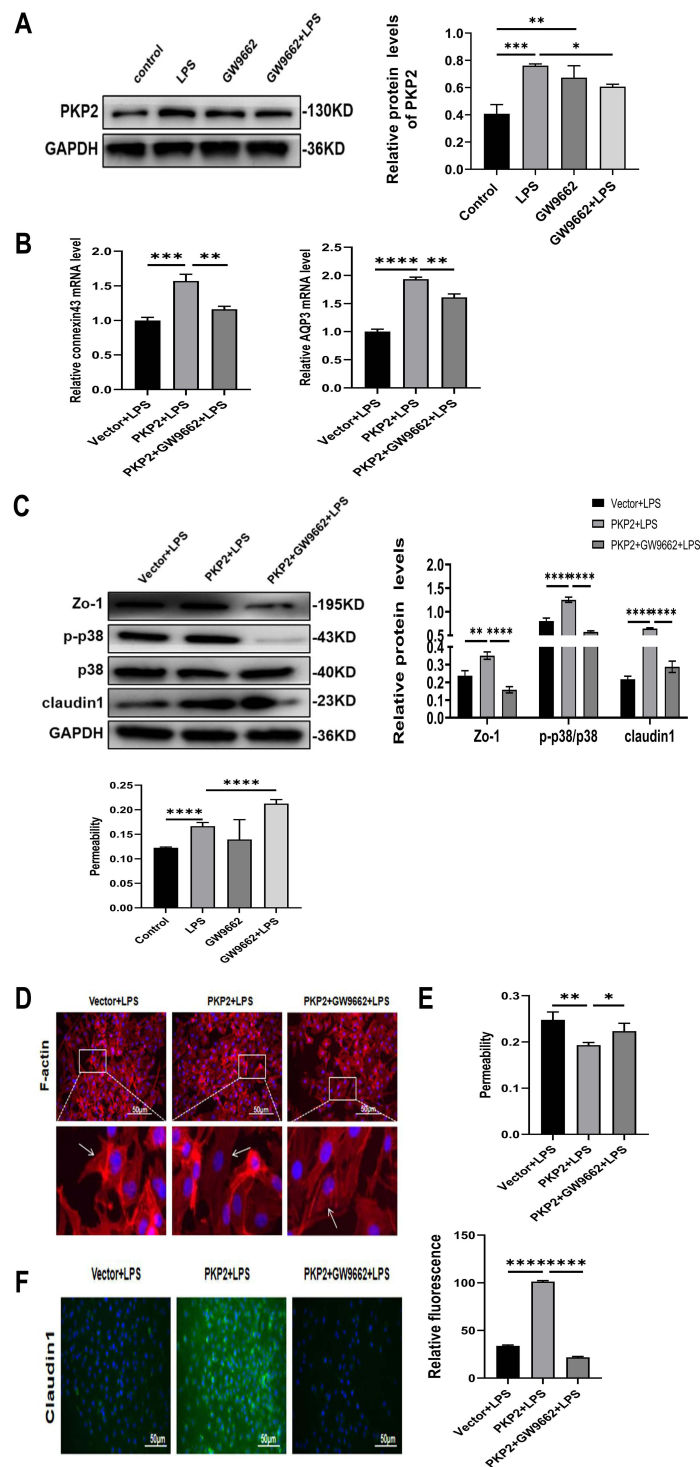 A
control
LPS
GW9662
GW9662+LPS
PKP2
-130KD
GAPDH
-36KD
Relative protein levels
of PKP2
0.0
0.2
0.4
0.6
0.8
1.0
**
***
*
Control
LPS
GW9662
GW9662+LPS
B
Relative connexin43 mRNA level
0.0
0.5
1.0
1.5
2.0
***
**
Vector+LPS
PKP2+LPS
PKP2+GW9662+LPS
Relative AQP3 mRNA level
0.0
0.5
1.0
1.5
2.0
2.5
****
**
Vector+LPS
PKP2+LPS
PKP2+GW9662+LPS
C
Vector+LPS
PKP2+LPS
PKP2+GW9662+LPS
Zo-1
-195KD
p-p38
-43KD
p38
-40KD
claudin1
-23KD
GAPDH
-36KD
Vector+LPS
PKP2+LPS
PKP2+GW9662+LPS
Relative protein levels
2.0
1.5
1.0
0.5
0.4
0.3
0.2
0.1
0.0
** ****
**** ****
**** ****
Zo-1
p-p38/p38
claudin1
Permeability
0.00
0.05
0.10
0.15
0.20
0.25
****
****
Control
LPS
GW9662
GW9662+LPS
D
Vector+LPS
PKP2+LPS
PKP2+GW9662+LPS
F-actin
50μm
50μm
50μm
E
Permeability
0.0
0.1
0.2
0.3
**
*
Vector+LPS
PKP2+LPS
PKP2+GW9662+LPS
F
Vector+LPS
PKP2+LPS
PKP2+GW9662+LPS
Claudin1
50μm
50μm
50μm
Relative fluorescence
0
50
100
150
**** ****
Vector+LPS
PKP2+LPS
PKP2+GW9662+LPS